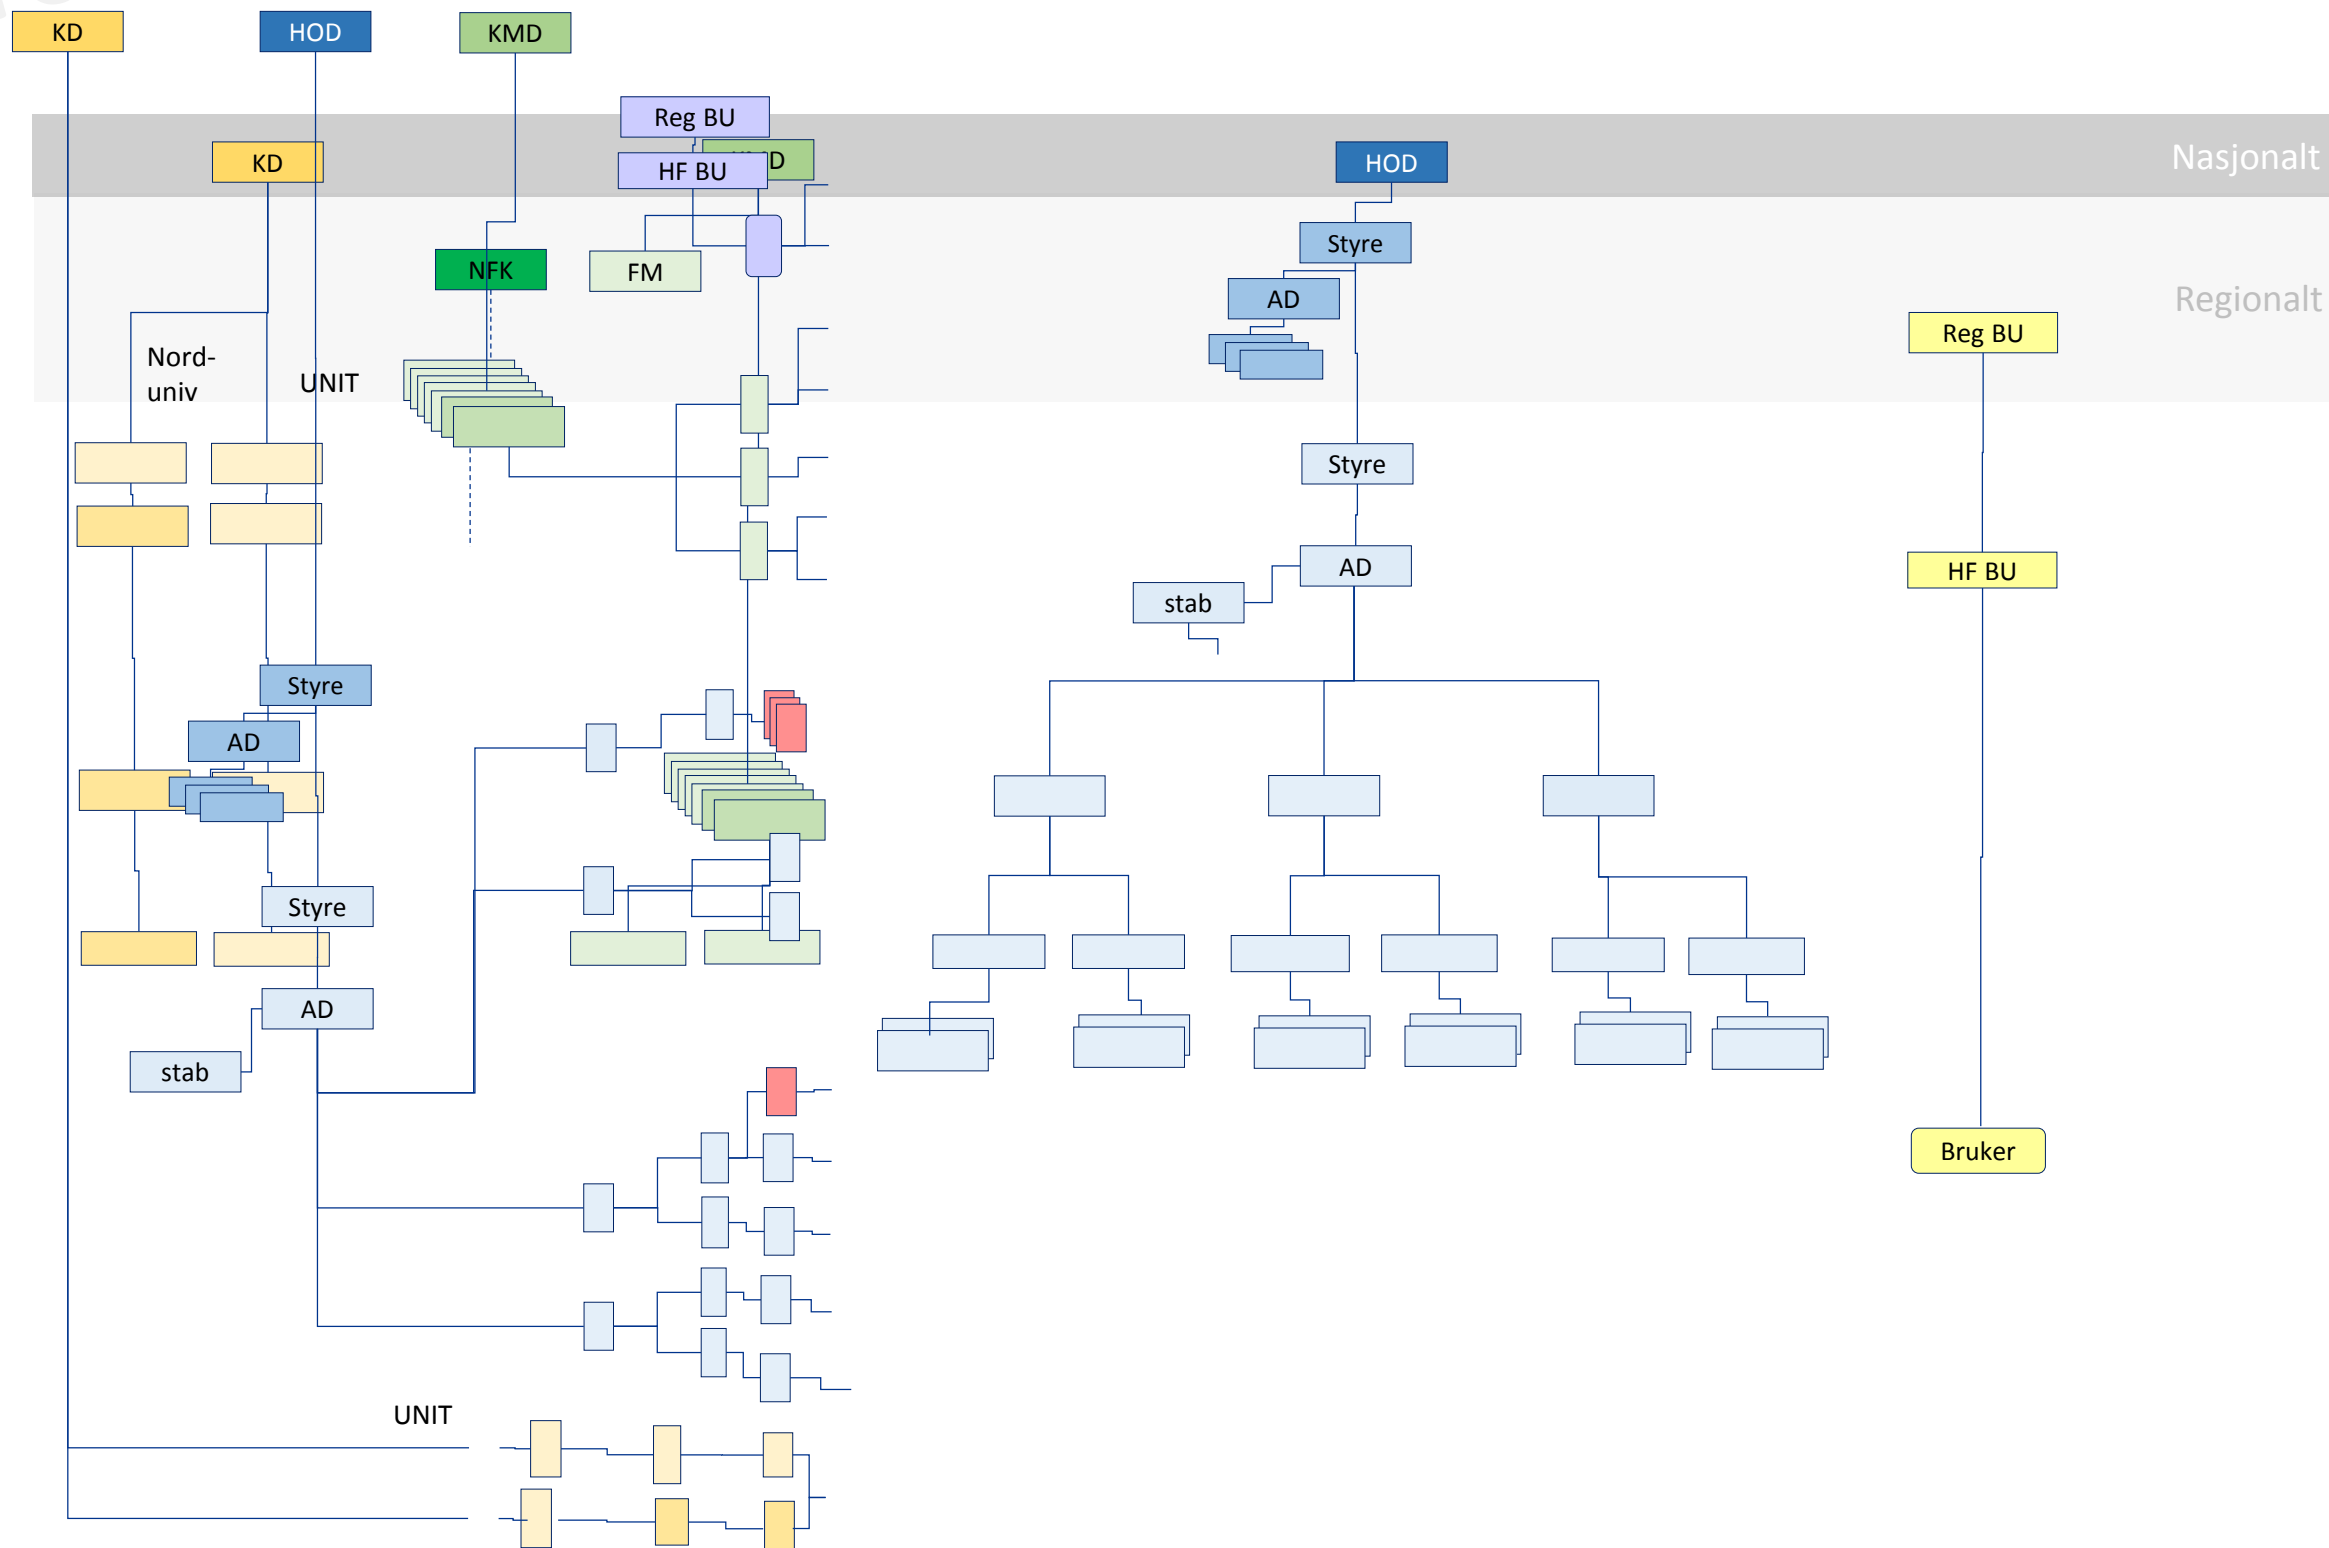 KD
HOD
KMD
Reg BU
KD
HF BU
HOD
Nasjonalt
Styre
NFK
FM
AD
Regionalt
Reg BU
Nord-
univ
UNIT
Styre
AD
HF BU
stab
Styre
AD
Styre
AD
stab
Bruker
UNIT